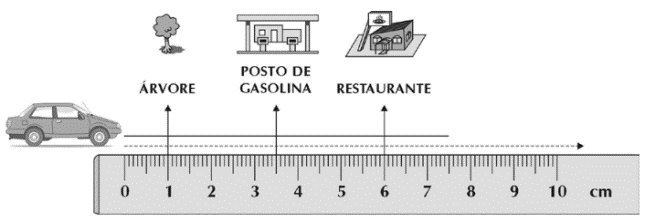 ÁRVORE
POSTO DE
GASOLINA
RESTAURANTE
0 1 2 3 4 5 6 7 8 9 10 cm